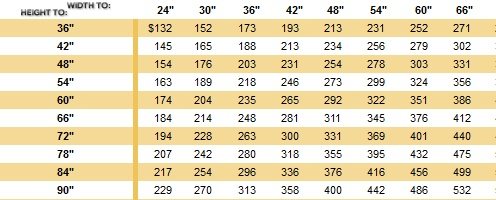 WIDTH TO:
HEIGHT TO:
24" 30" 36" 42" 48" 54" 60" 66"
36" $132 152 173 193 213 231 252 271
42" 145 165 188 213 234 256 279 302
48" 154 176 203 231 254 278 303 331
54" 163 189 218 246 273 299 324 356
60" 174 204 235 265 292 322 351 386
66" 184 214 248 281 311 345 376 412
72" 194 228 263 300 331 369 401 440
78" 207 242 280 318 355 395 432 475
84" 217 254 296 336 376 416 456 499
90" 229 270 313 358 400 442 486 532